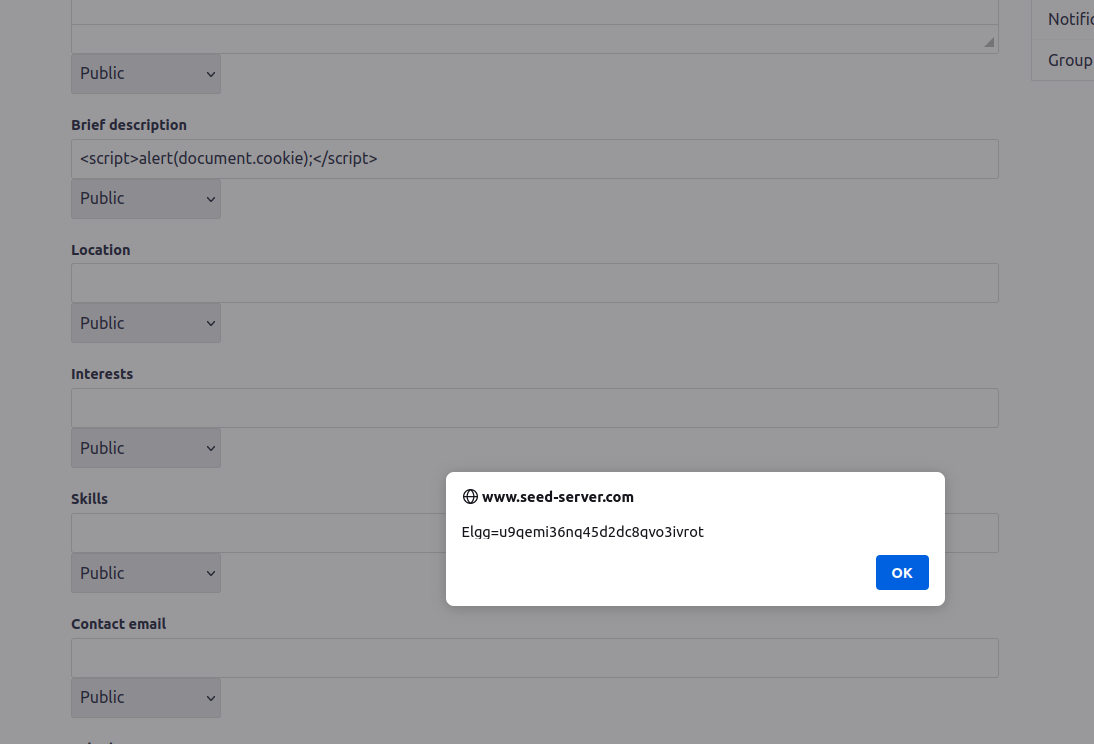 Public
Brief description
<script>alert(document.cookie);</script>
Public
Location
Public
Interests
Public
Skills
Public
Contact email
Public
Group
www.seed-server.com
Elgg=u9qemi36nq45d2dc8qvo3ivrot
OK